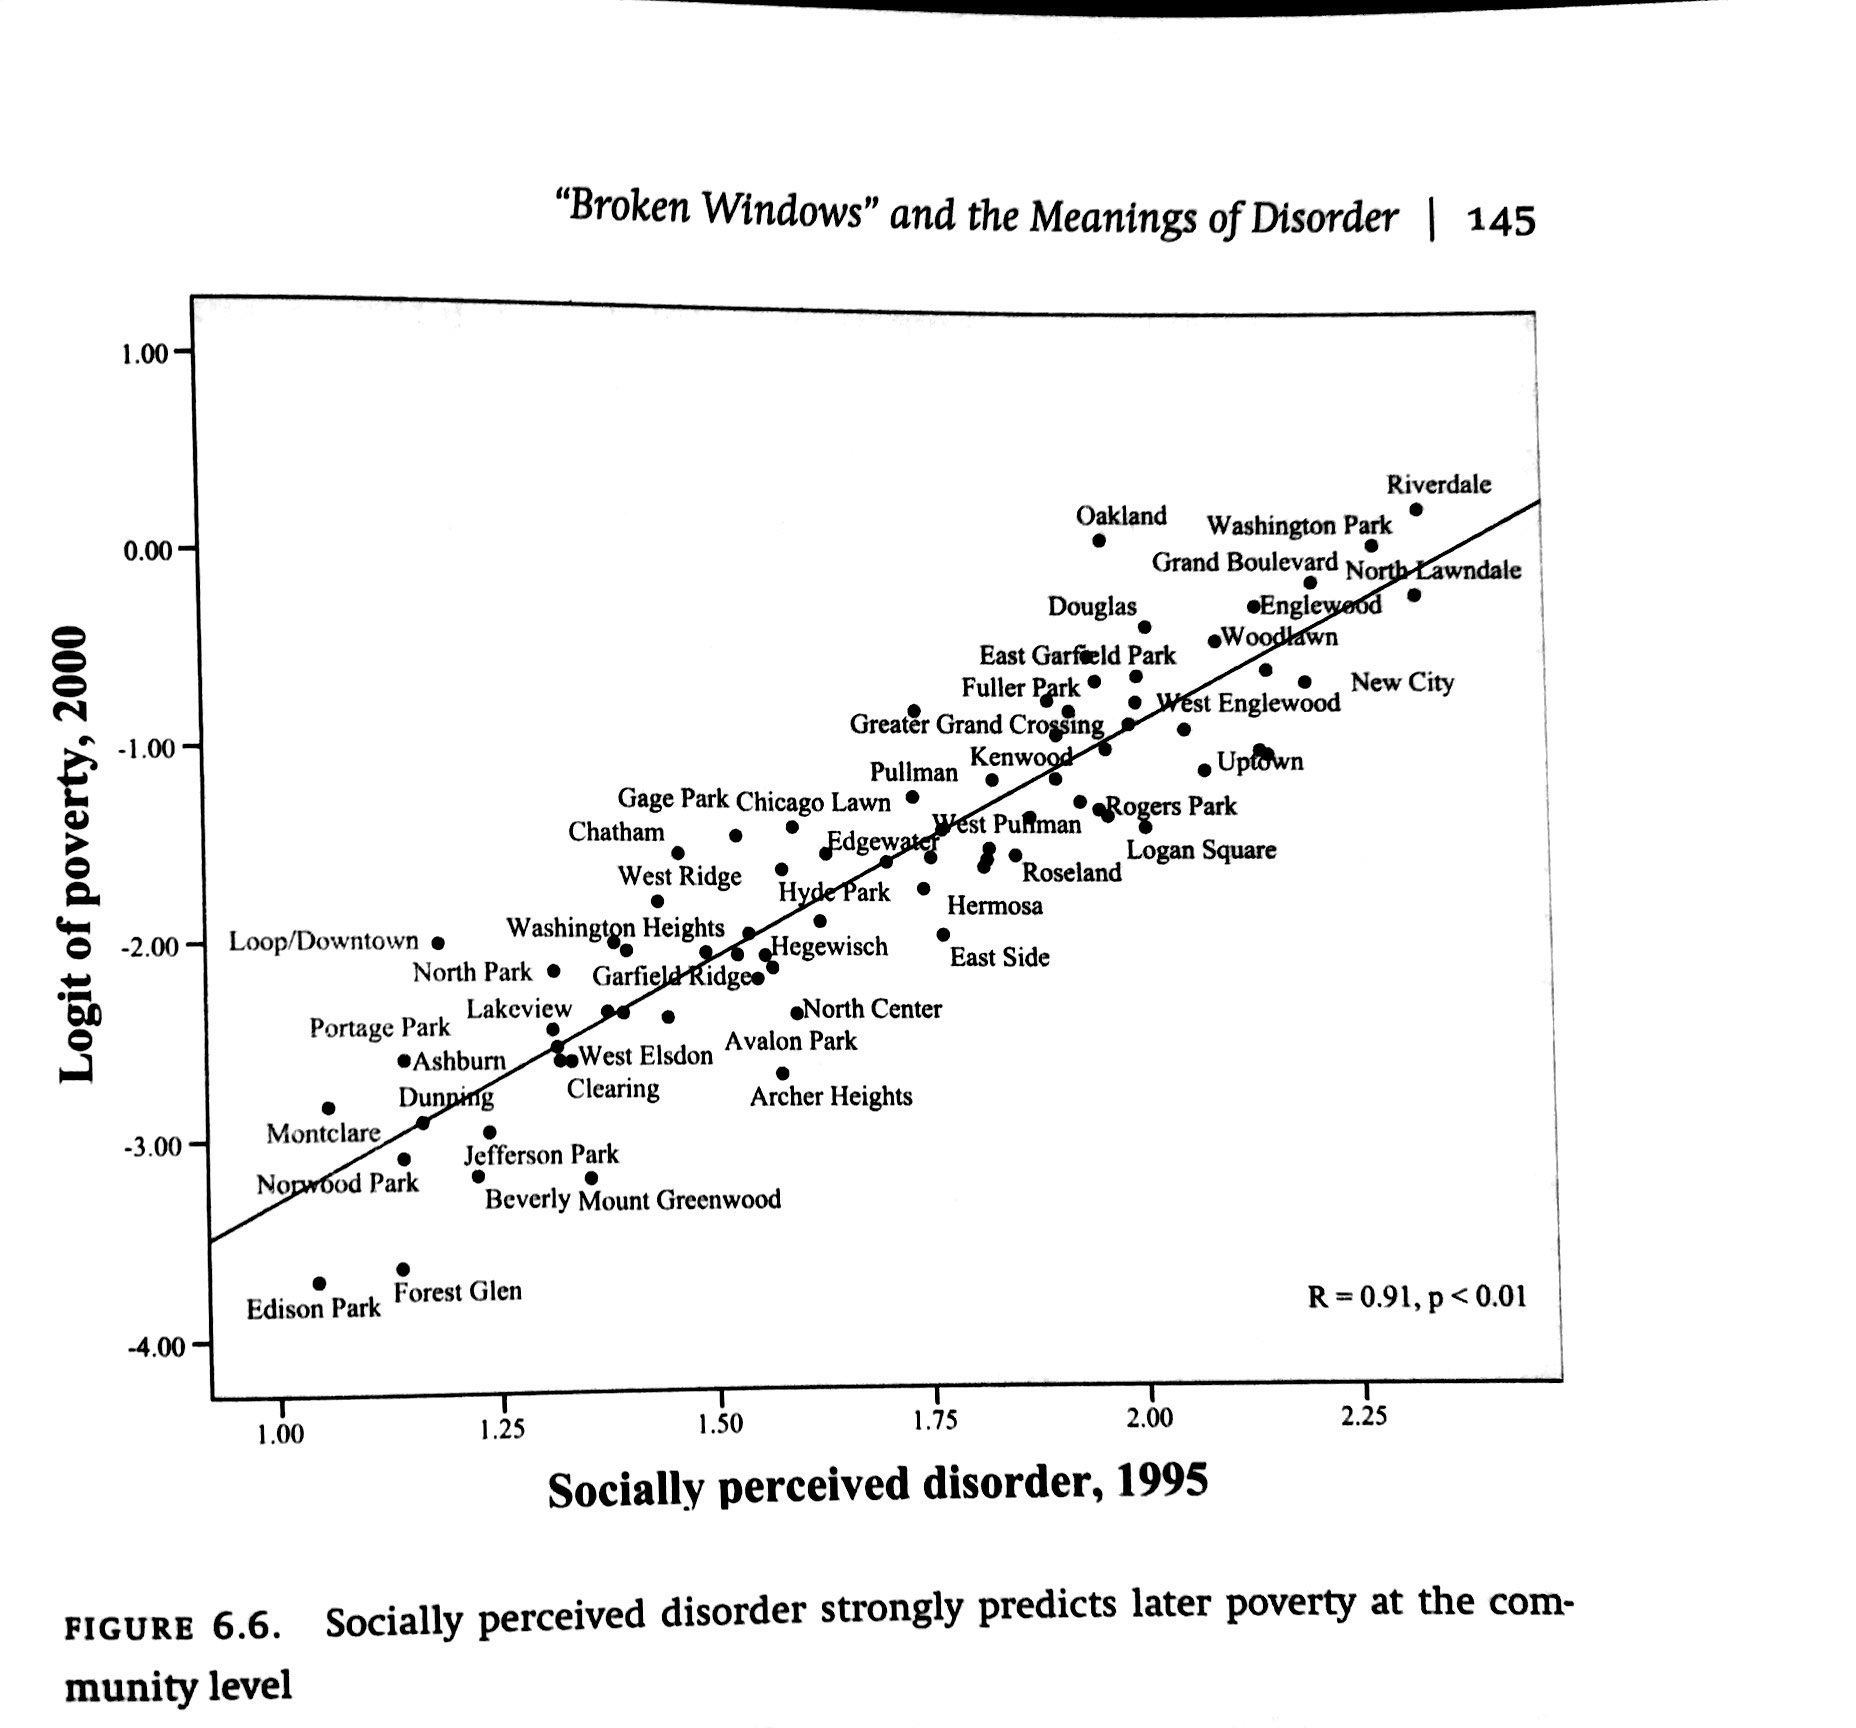 “Broken Windows” and the Meanings of Disorder | 145
1.00
0.00
-1.00
-2.00
-3.00
-4.00
Logit of poverty, 2000
Riverdale
Oakland
Washington Park
Grand Boulevard
North Lawndale
Douglas
Englewood
Woodlawn
East Garfield Park
Fuller Park
New City
West Englewood
Greater Grand Crossing
Kenwood
Uptown
Pullman
Gage Park
Chicago Lawn
Rogers Park
Chatham
West Pullman
Edgewater
Logan Square
West Ridge
Roseland
Hyde Park
Hermosa
Washington Heights
Loop/Downtown
Hegewisch
East Side
North Park
Garfield Ridge
Lakeview
North Center
Portage Park
Avalon Park
Ashburn
West Elsdon
Clearing
Dunning
Archer Heights
Montclare
Jefferson Park
Norwood Park
Beverly
Mount Greenwood
Forest Glen
Edison Park
R = 0.91, p < 0.01
1.00
1.25
1.50
1.75
2.00
2.25
Socially perceived disorder, 1995
FIGURE 6.6. Socially perceived disorder strongly predicts later poverty at the com-
munity level